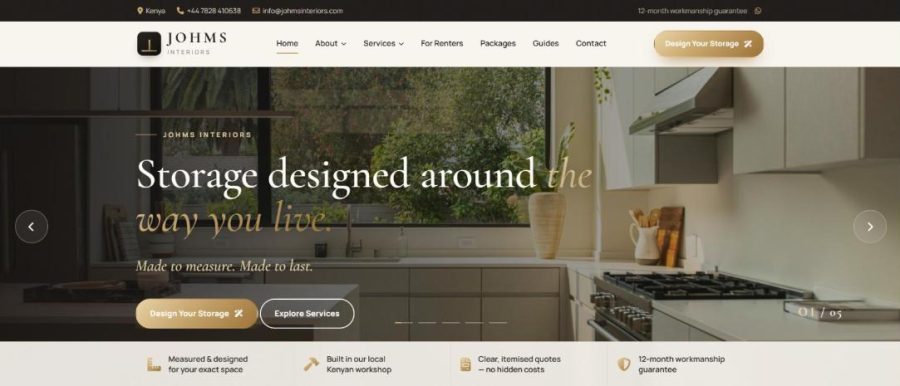 Kenya +44 7828 410638 info@johmsinteriors.com 12-month workmanship guarantee
JOHMS
INTERIORS
Home About Services For Renters Packages Guides Contact Design Your Storage
JOHMS INTERIORS
Storage designed around the
way you live.
Made to measure. Made to last.
Design Your Storage Explore Services
01 / 05
Measured & designed
for your exact space
Built in our local
Kenyan workshop
Clear, itemised quotes
— no hidden costs
12-month workmanship
guarantee